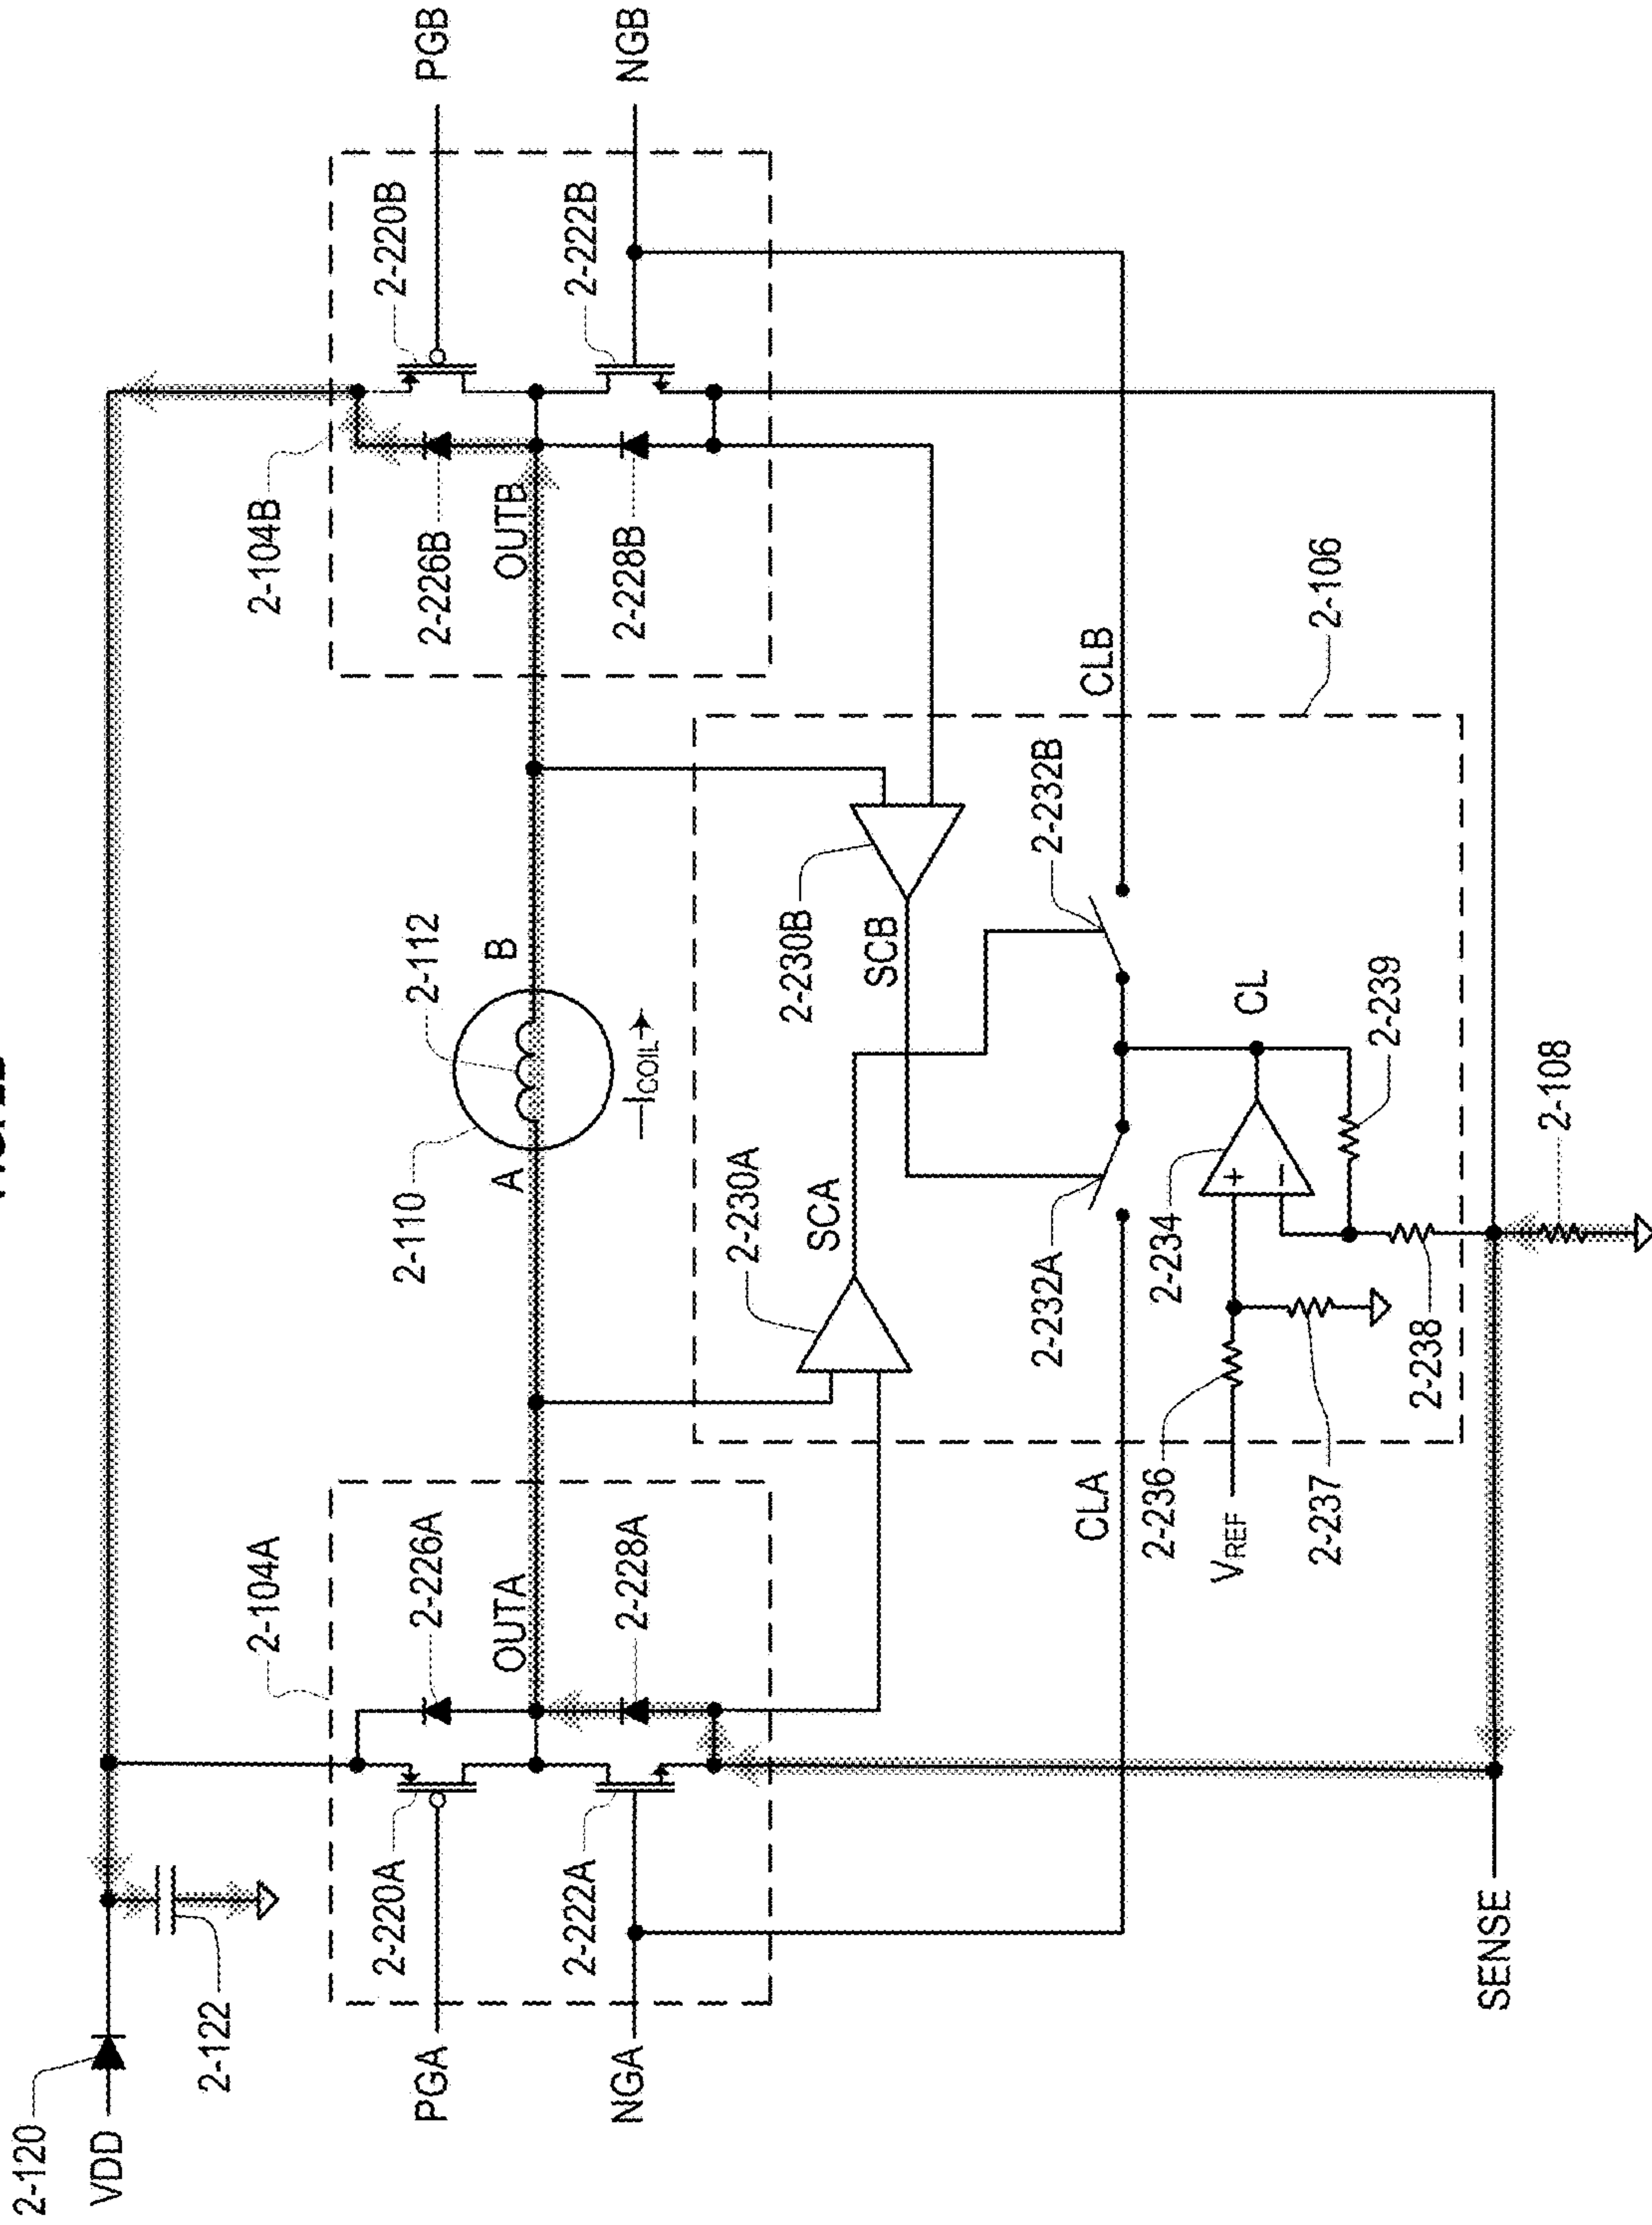 2-120
VDD
2-122
2-104A
2-104B
PGA
2-220A
2-226A
2-226B
2-220B
PGB
OUTA
A
2-110
2-112
B
OUTB
NGA
2-222A
2-228A
2-228B
2-222B
NGB
ICOIL
2-230A
SCA
2-230B
SCB
2-232A
2-232B
CLA
CLB
2-236
VREF
2-237
2-234
+
−
CL
2-238
2-239
2-106
SENSE
2-108